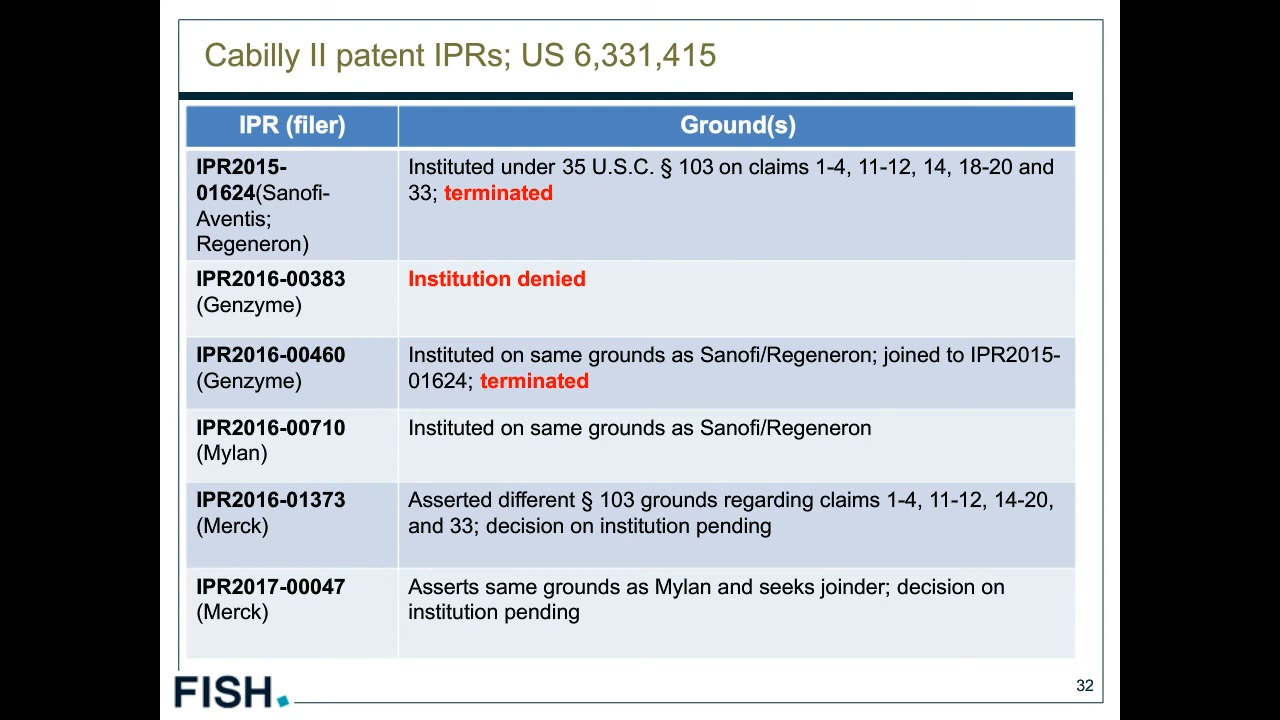 Cabilly II patent IPRs; US 6,331,415
IPR (filer)
Ground(s)
IPR2015-
01624(Sanofi-
Aventis;
Regeneron)
Instituted under 35 U.S.C. § 103 on claims 1-4, 11-12, 14, 18-20 and
33; terminated
IPR2016-00383
(Genzyme)
Institution denied
IPR2016-00460
(Genzyme)
Instituted on same grounds as Sanofi/Regeneron; joined to IPR2015-
01624; terminated
IPR2016-00710
(Mylan)
Instituted on same grounds as Sanofi/Regeneron
IPR2016-01373
(Merck)
Asserted different § 103 grounds regarding claims 1-4, 11-12, 14-20,
and 33; decision on institution pending
IPR2017-00047
(Merck)
Asserts same grounds as Mylan and seeks joinder; decision on
institution pending
FISH.
32